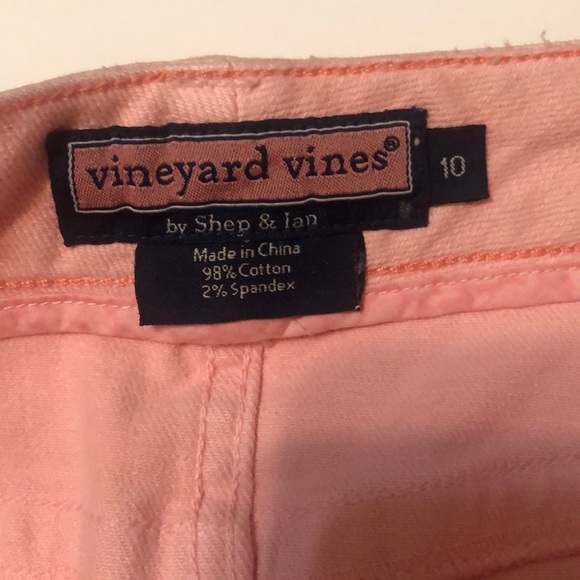 vineyard vines®
by Shep & Ian
10
Made in China
98% Cotton
2% Spandex